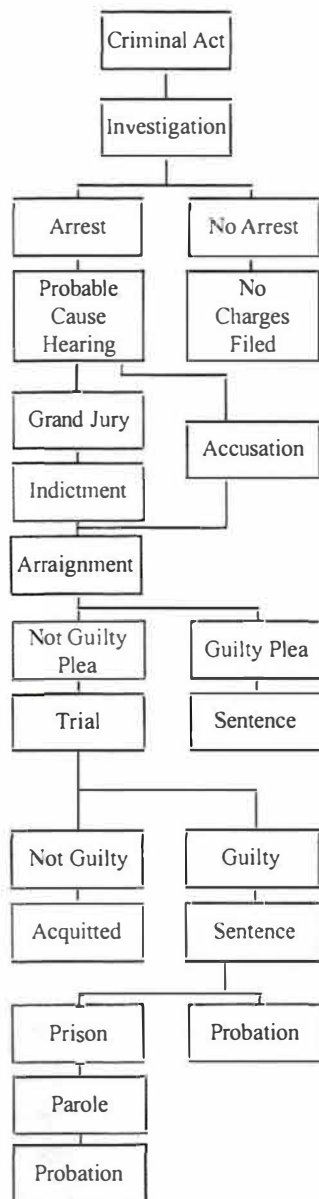 Criminal Act
Investigation
Arrest
No Arrest
Probable
Cause
Hearing
No
Charges
Filed
Grand Jury
Accusation
Indictment
Arraignment
Not Guilty
Plea
Guilty Plea
Trial
Sentence
Not Guilty
Guilty
Acquitted
Sentence
Prison
Probation
Parole
Probation